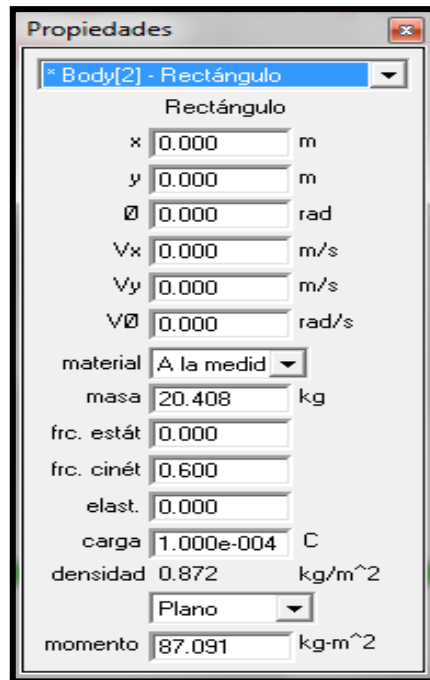 Propiedades
* Body[2] - Rectángulo
Rectángulo
x 0.000 m
y 0.000 m
Ø 0.000 rad
Vx 0.000 m/s
Vy 0.000 m/s
VØ 0.000 rad/s
material A la medid
masa 20.408 kg
frc. estát 0.000
frc. cinét 0.600
elast. 0.000
carga 1.000e-004 C
densidad 0.872 kg/m^2
Plano
momento 87.091 kg-m^2